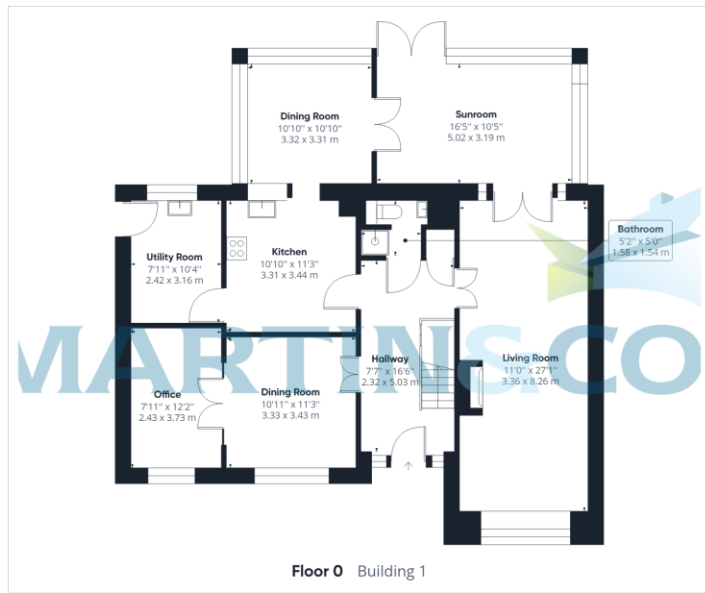 Dining Room
10'10" x 10'10"
3.32 x 3.31 m
Sunroom
16'5" x 10'5"
5.02 x 3.19 m
Utility Room
7'11" x 10'4"
2.42 x 3.16 m
Kitchen
10'10" x 11'3"
3.31 x 3.44 m
Bathroom
5'2" x 5'0"
1.58 x 1.54 m
MARTINS.CO
Office
7'11" x 12'2"
2.43 x 3.73 m
Dining Room
10'11" x 11'3"
3.33 x 3.43 m
Hallway
7'7" x 16'6"
2.32 x 5.03 m
Living Room
11'0" x 27'1"
3.36 x 8.26 m
Floor 0 Building 1